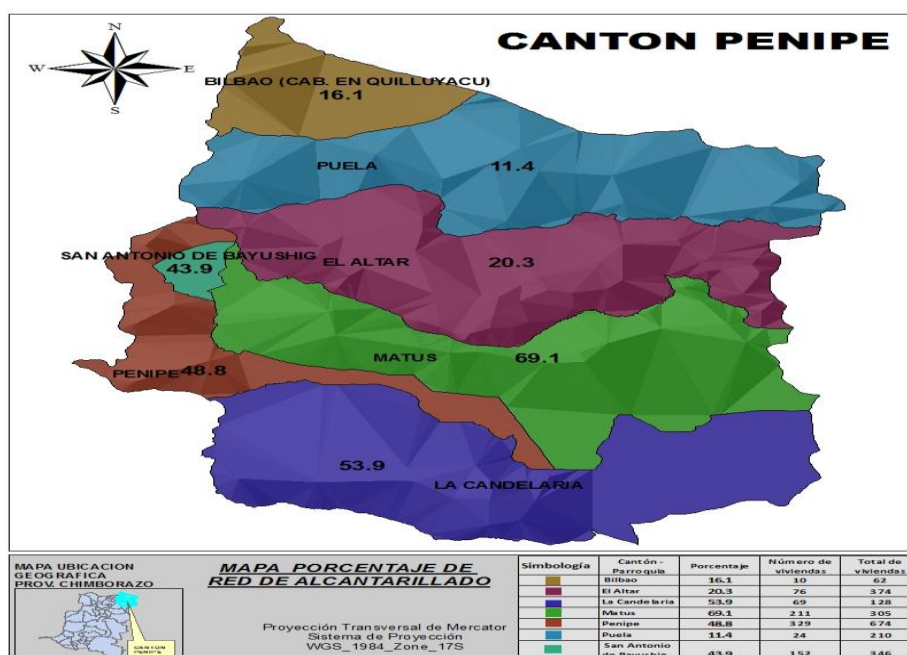 CANTON PENIPE
N
W E
S
BILBAO (CAB. EN QUILLUYACU)
16.1
PUELA 11.4
SAN ANTONIO DE BAYUSHIG
43.9
EL ALTAR 20.3
MATUS 69.1
PENIPE 48.8
53.9
LA CANDELARIA
MAPA UBICACION
GEOGRAFICA
PROV. CHIMBORAZO
CANTON
PENIPE
MAPA PORCENTAJE DE
RED DE ALCANTARILLADO
Proyección Transversal de Mercator
Sistema de Proyección
WGS_1984_Zone_17S
Simbología Cantón - Parroquia Porcentaje Número de viviendas Total de viviendas
Bilbao 16.1 10 62
El Altar 20.3 76 374
La Candelaria 53.9 69 128
Matus 69.1 211 305
Penipe 48.8 329 674
Puela 11.4 24 210
San Antonio de Bayushig 43.9 152 346